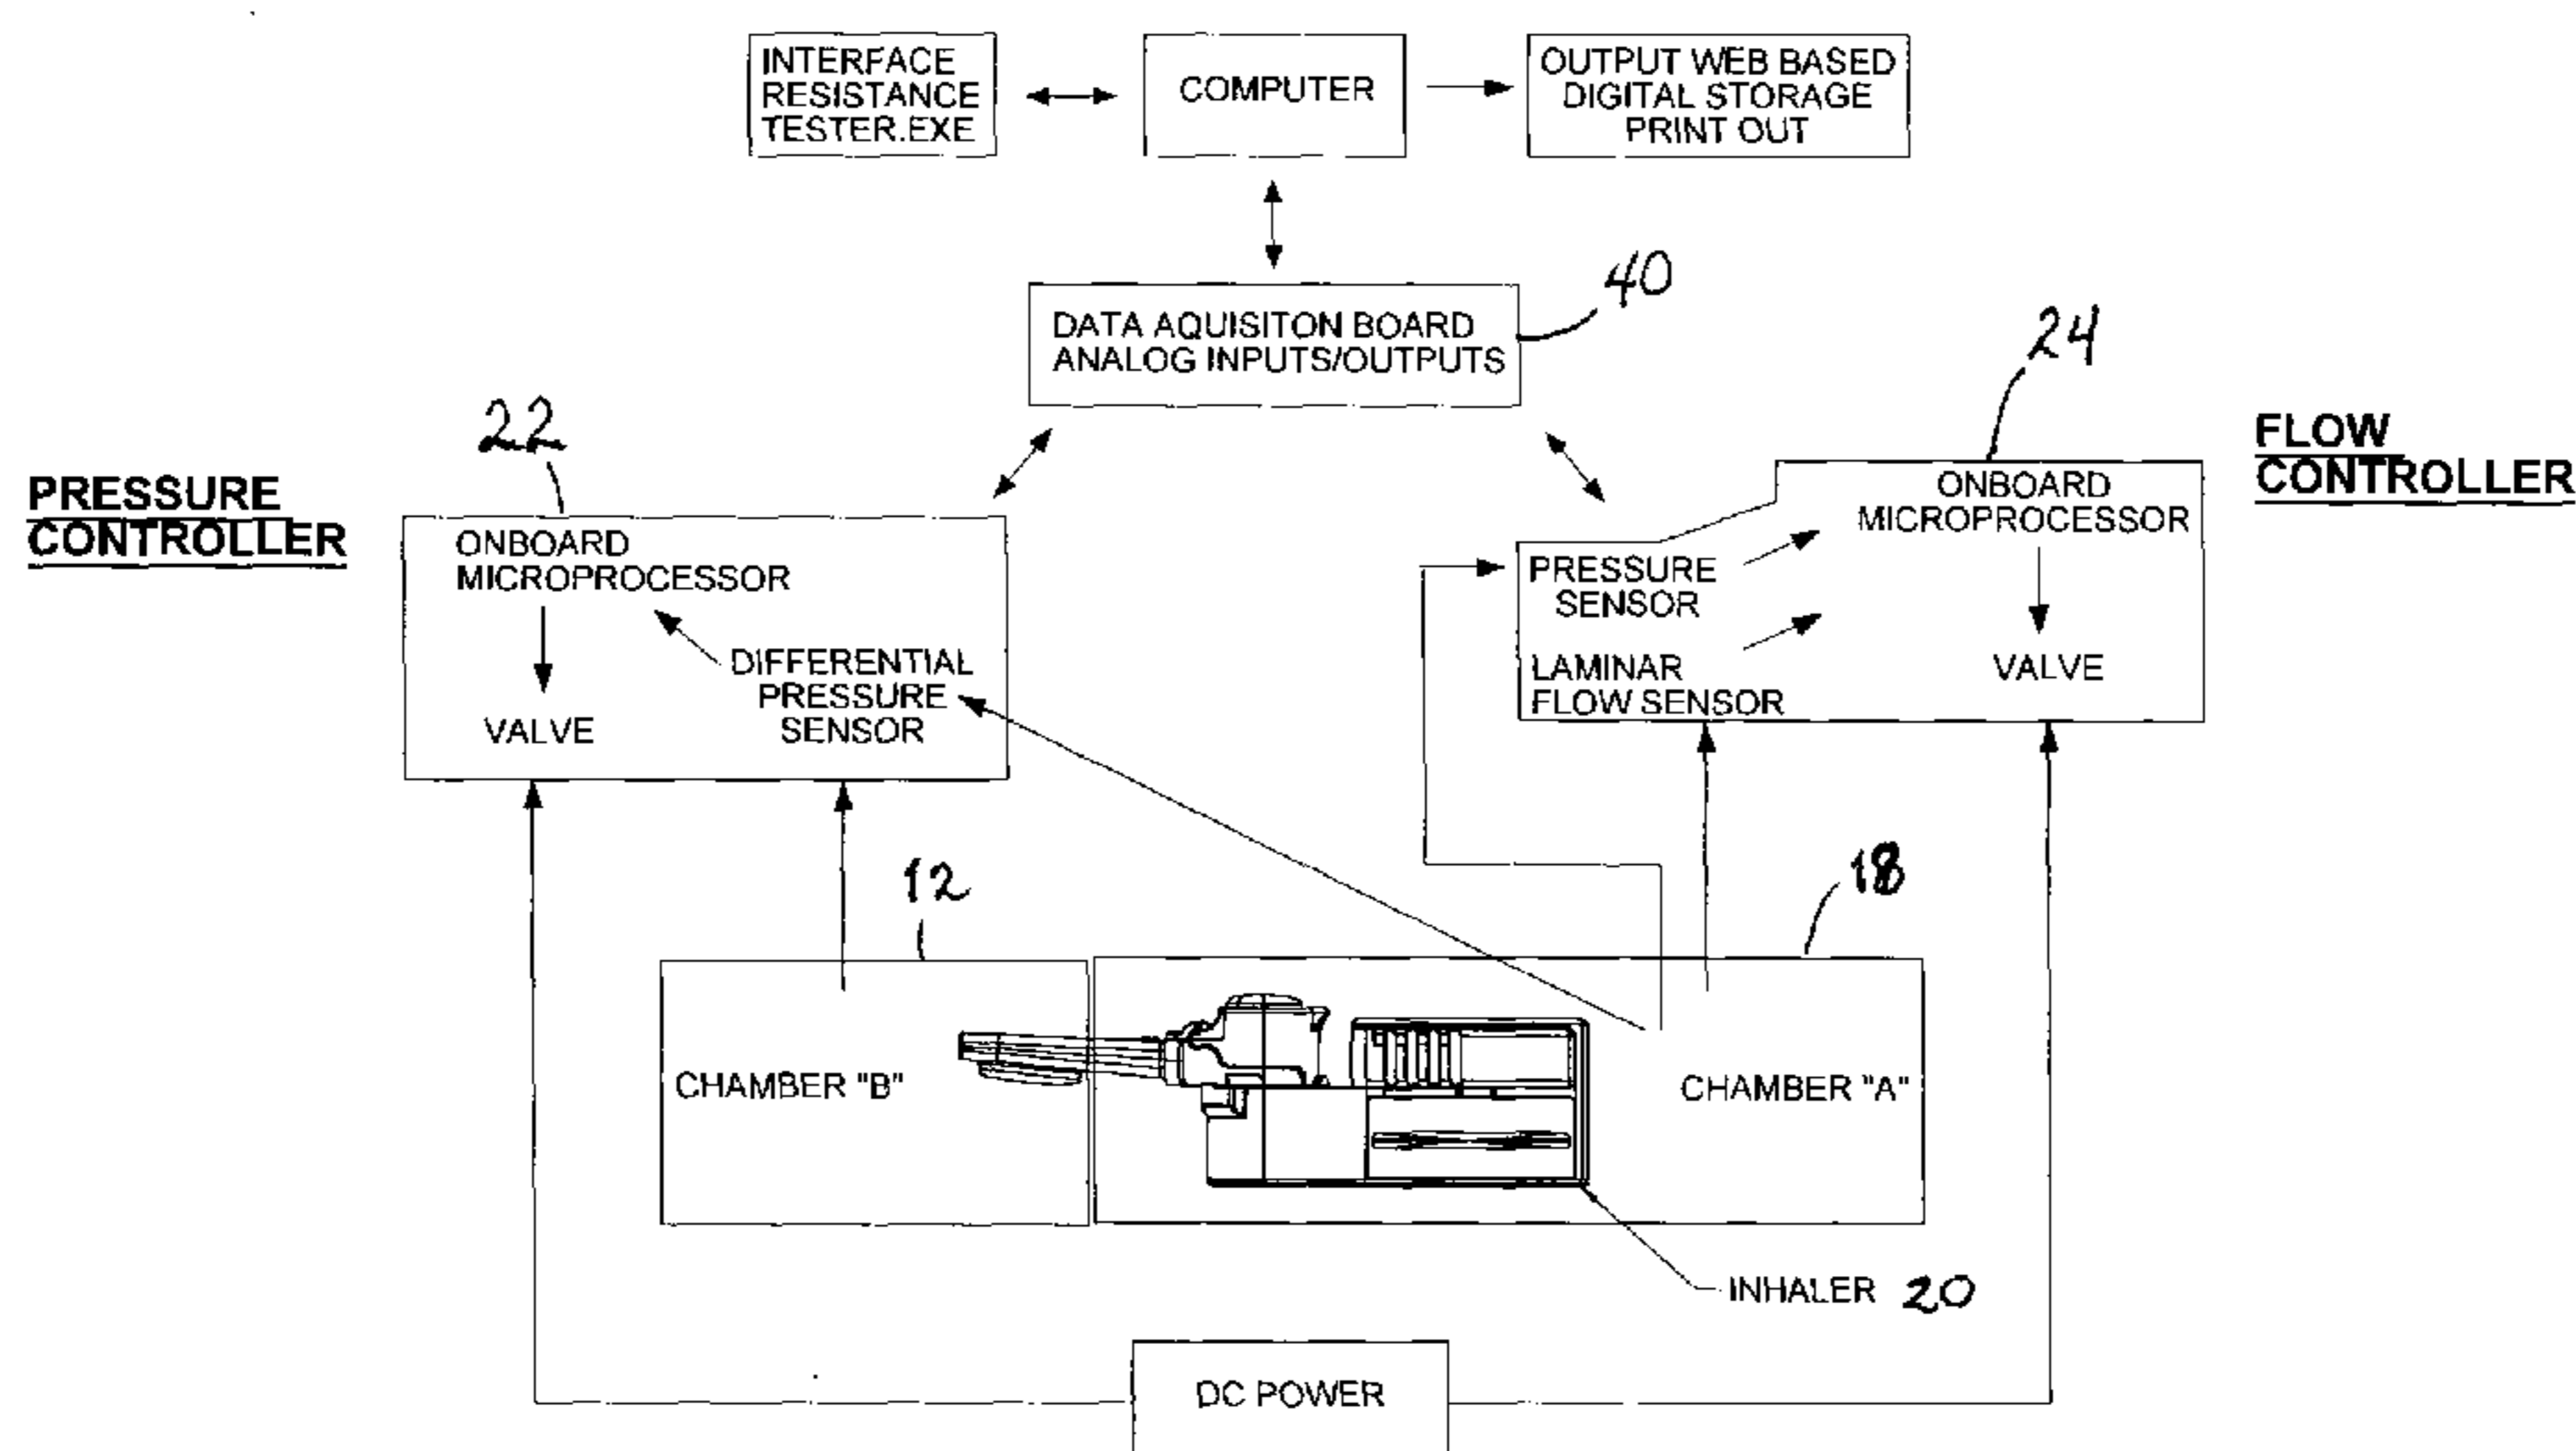 INTERFACE
RESISTANCE
TESTER.EXE
COMPUTER
OUTPUT WEB BASED
DIGITAL STORAGE
PRINT OUT
DATA AQUISITON BOARD
ANALOG INPUTS/OUTPUTS
40
22
24
PRESSURE
CONTROLLER
FLOW
CONTROLLER
ONBOARD
MICROPROCESSOR
DIFFERENTIAL
PRESSURE
SENSOR
VALVE
ONBOARD
MICROPROCESSOR
PRESSURE
SENSOR
LAMINAR
FLOW SENSOR
VALVE
12
18
CHAMBER "B"
CHAMBER "A"
INHALER 20
DC POWER